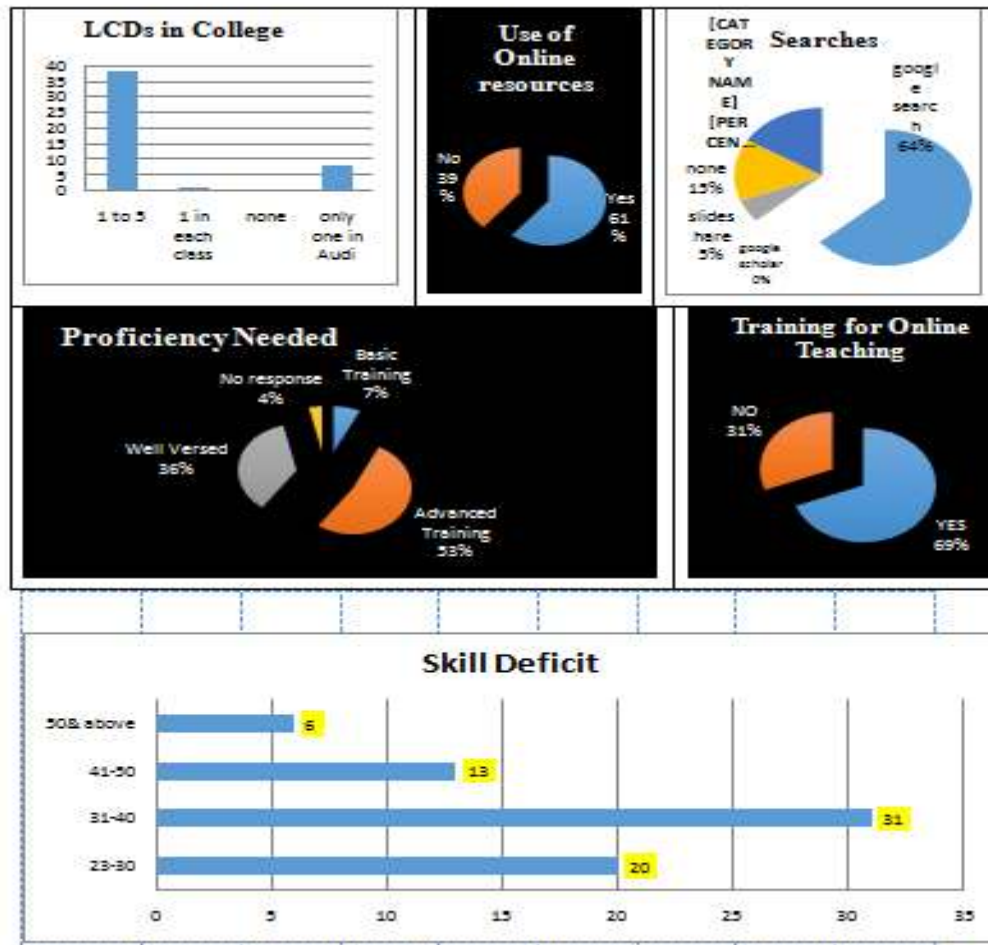 LCDs in College
40
35
30
25
20
15
10
5
0
1 to 5
1 in
each
class
none
only
one in
Audi
Use of
Online
resources
No
39
%
Yes
61
%
[CAT
EGOR
Y
NAM
E]
[PER
CEN...
Searches
googl
e
searc
h
64%
none
15%
slides
hare
5%
google
scholar
0%
Proficiency Needed
No response
4%
Basic
Training
7%
Well Versed
36%
Advanced
Training
53%
Training for Online
Teaching
NO
31%
YES
69%
Skill Deficit
50& above
6
41-50
13
31-40
31
23-30
20
0
5
10
15
20
25
30
35